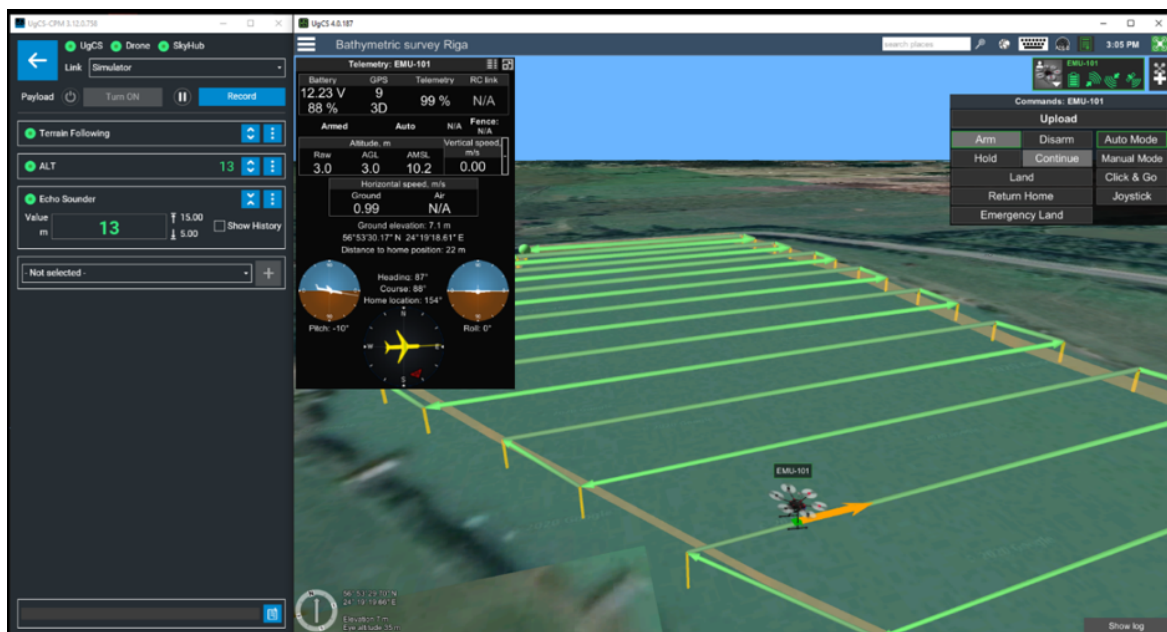 UgCS-CPM 3.12.0.758
UgCS Drone SkyHub
Link Simulator
Payload Turn ON Record
Terrain Following
ALT 13
Echo Sounder
Value 15.00
m 13 5.00 Show History
- Not selected -
UgCS 4.0.187
Bathymetric survey Riga
search places
3:05 PM
Telemetry: EMU-101
Battery GPS Telemetry RC link
12.23 V 9 99 % N/A
88 % 3D
Armed Auto N/A Fence: N/A
Altitude, m Vertical speed, m/s
Raw AGL AMSL 0.00
3.0 3.0 10.2
Horizontal speed, m/s
Ground Air
0.99 N/A
Ground elevation: 7.1 m
56°53'30.17" N 24°19'18.61" E
Distance to home position: 22 m
Heading: 87°
Course: 88°
Home location: 154°
Pitch: -10° Roll: 0°
N
W E
S
EMU-101
Commands: EMU-101
Upload
Arm Disarm Auto Mode
Hold Continue Manual Mode
Land Click & Go
Return Home Joystick
Emergency Land
EMU-101
Elevation 7 m
Eye altitude 35 m
Show log